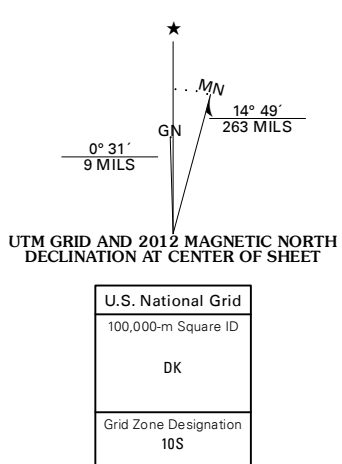 MN
14° 49´
263 MILS
GN
0° 31´
9 MILS
UTM GRID AND 2012 MAGNETIC NORTH
DECLINATION AT CENTER OF SHEET
U.S. National Grid
100,000-m Square ID
DK
Grid Zone Designation
10S